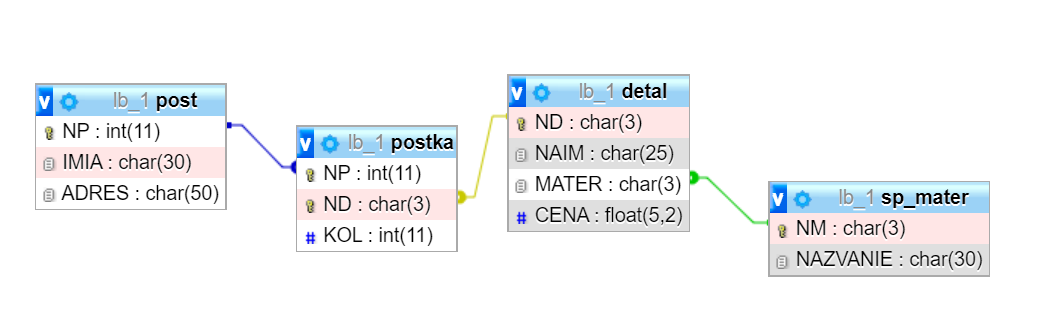 v lb_1 post
NP : int(11)
IMIA : char(30)
ADRES : char(50)
v lb_1 postka
NP : int(11)
ND : char(3)
# KOL : int(11)
v lb_1 detal
ND : char(3)
NAIM : char(25)
MATER : char(3)
# CENA : float(5,2)
v lb_1 sp_mater
NM : char(3)
NAZVANIE : char(30)